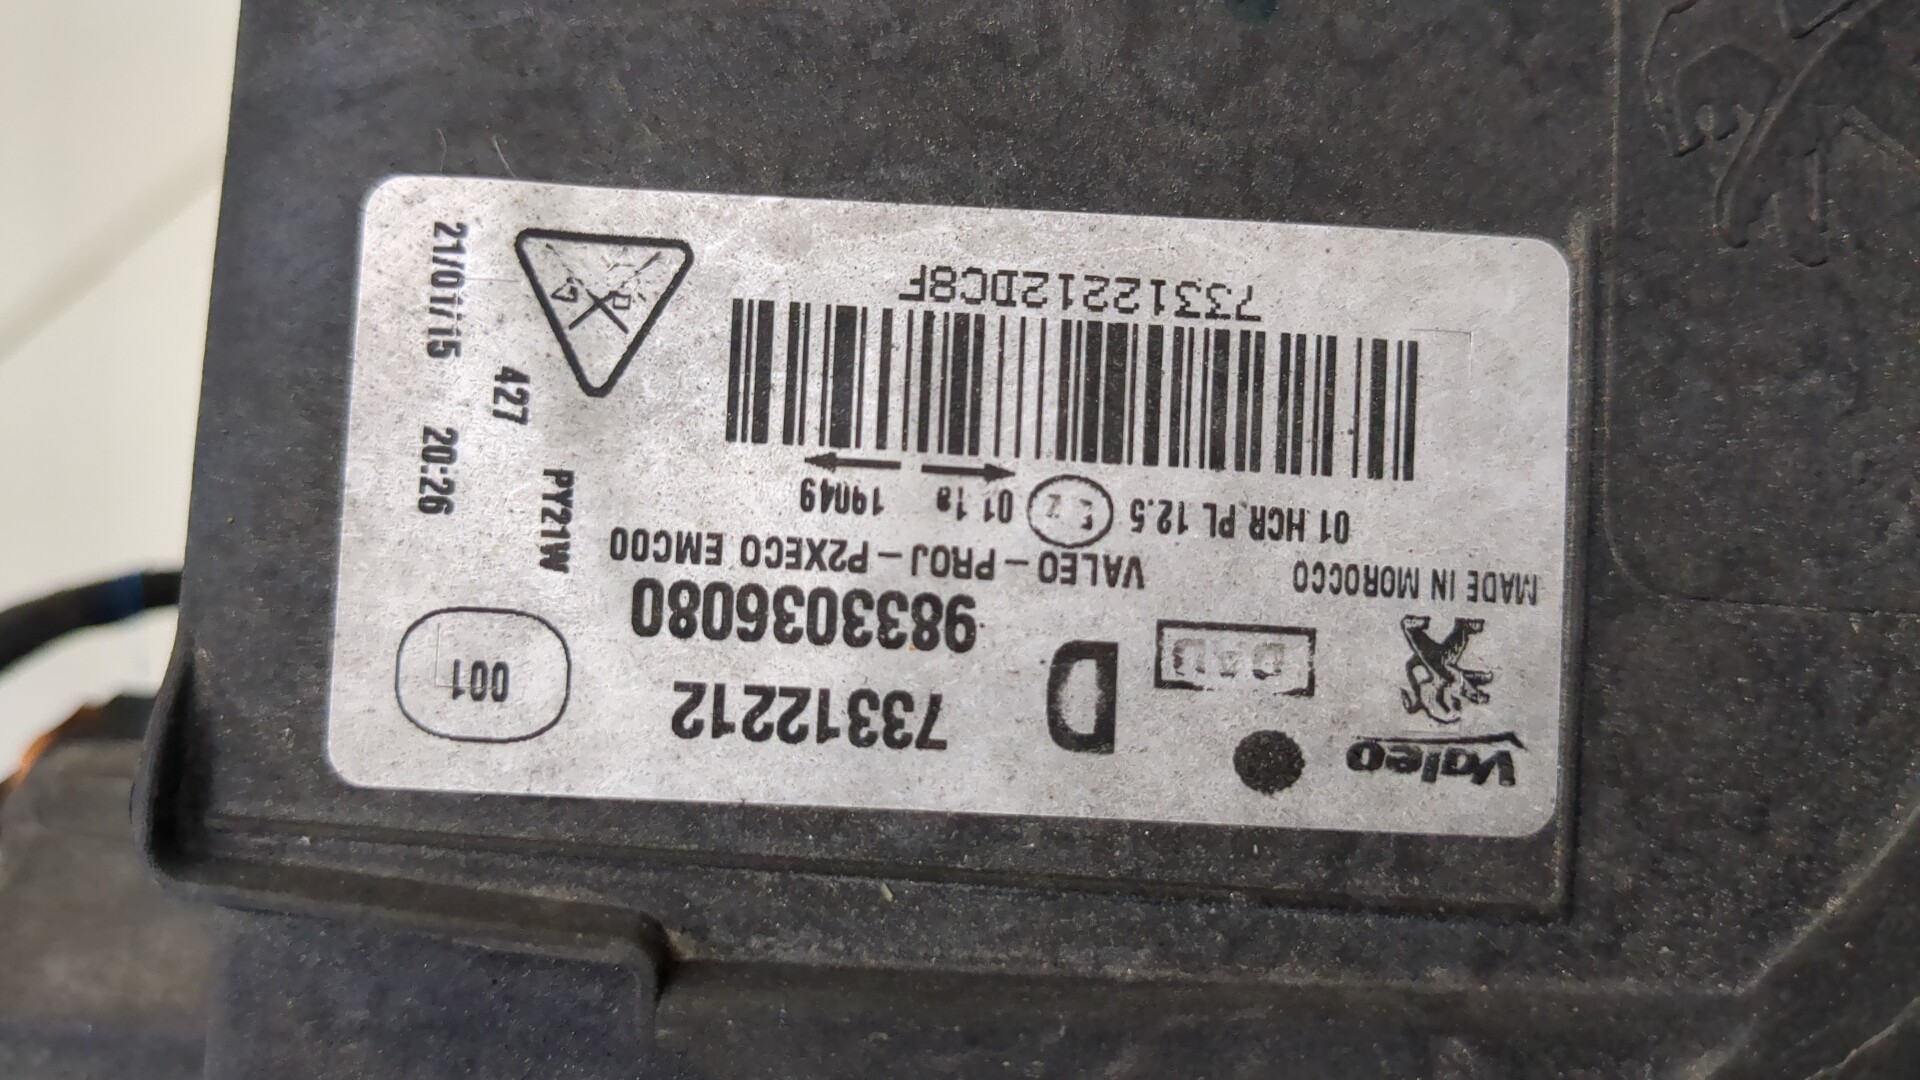 Valeo
D
73312212
001
9833036080
MADE IN MOROCCO
VALEO - PROJ - P2XECO EMC00
PY21W
01 HCR PL 12.5
01 1a
19049
427
21/01/15 20:26
73312212DC8F